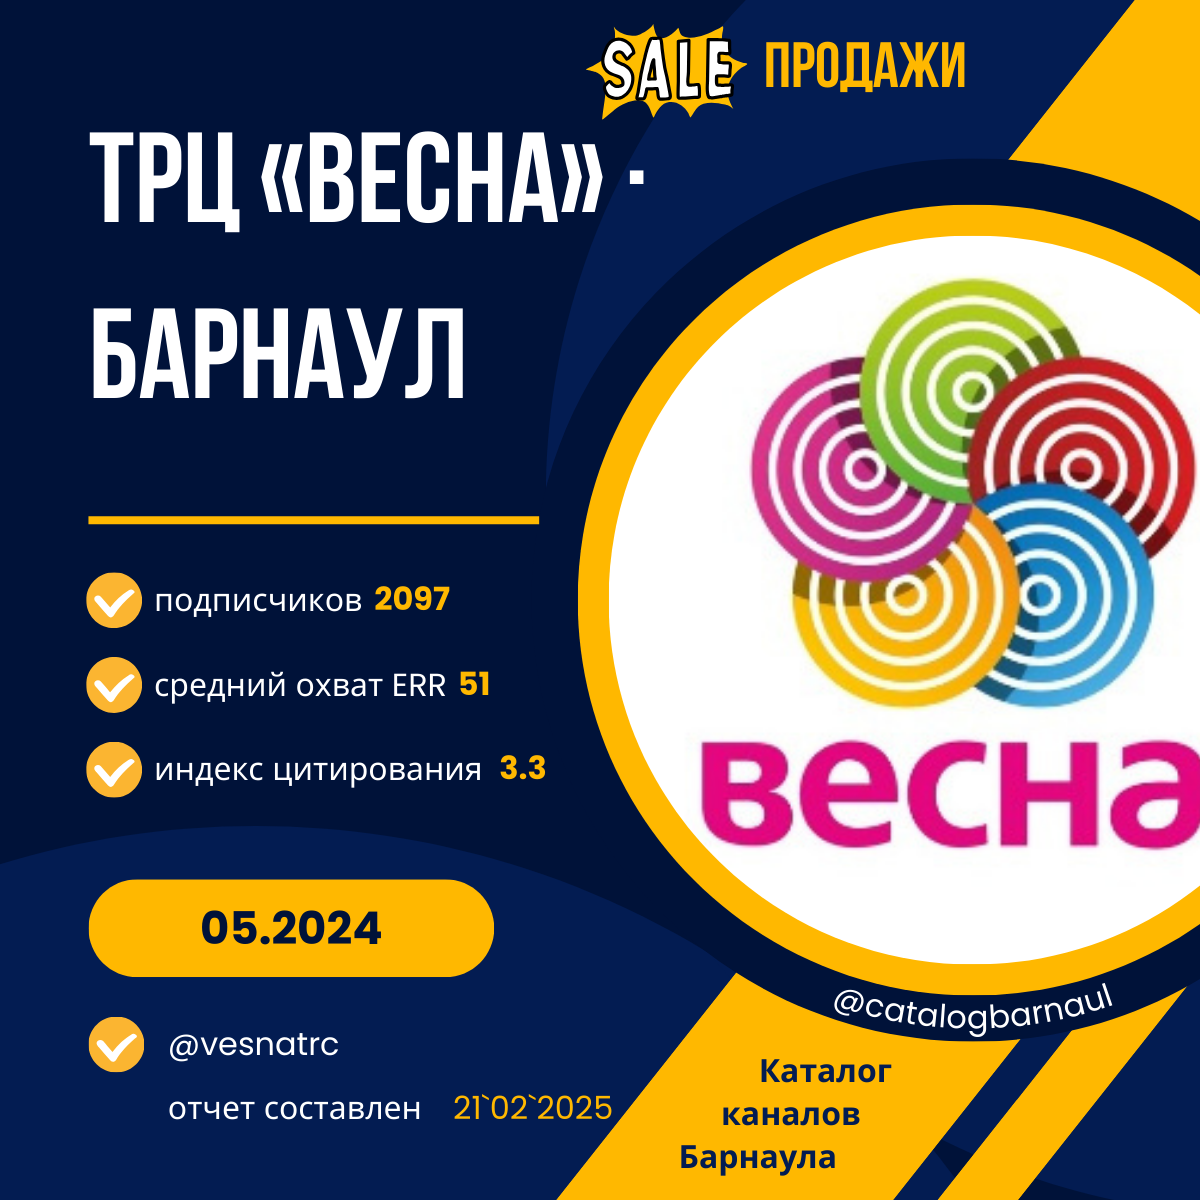 SALE ПРОДАЖИ
ТРЦ «ВЕСНА» ·
БАРНАУЛ
подписчиков 2097
средний охват ERR 51
индекс цитирования 3.3
05.2024
@vesnatrc
отчет составлен 21`02`2025
весна
@catalogbarnaul
Каталог
каналов
Барнаула